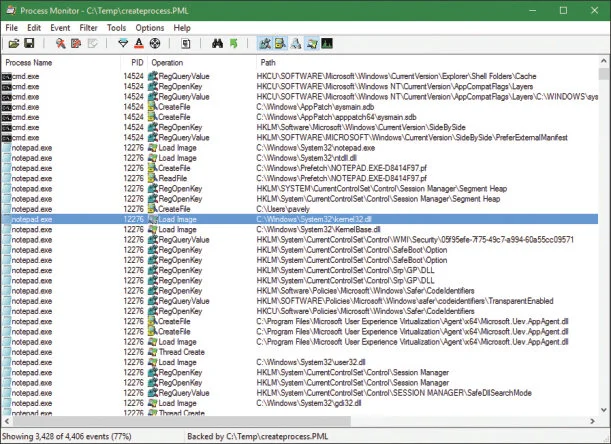 Process Monitor - C:\Temp\createprocess.PML
File Edit Event Filter Tools Options Help
Process Name PID Operation Path
cmd.exe 14524 RegQueryValue HKCU\SOFTWARE\Microsoft\Windows\CurrentVersion\Explorer\Shell Folders\Cache
cmd.exe 14524 RegOpenKey HKCU\SOFTWARE\Microsoft\Windows NT\CurrentVersion\AppCompatFlags\Layers
cmd.exe 14524 RegQueryValue HKCU\SOFTWARE\Microsoft\Windows NT\CurrentVersion\AppCompatFlags\Layers\C:\WINDOWS\sys
cmd.exe 14524 CreateFile C:\Windows\AppPatch\sysmain.sdb
cmd.exe 14524 CreateFile C:\Windows\AppPatch\apppatch64\sysmain.sdb
cmd.exe 14524 RegOpenKey HKLM\Software\Microsoft\Windows\CurrentVersion\SideBySide
cmd.exe 14524 RegQueryValue HKLM\SOFTWARE\MICROSOFT\Windows\CurrentVersion\SideBySide\PreferExternalManifest
notepad.exe 12276 Load Image C:\Windows\System32\notepad.exe
notepad.exe 12276 Load Image C:\Windows\System32\ntdll.dll
notepad.exe 12276 CreateFile C:\Windows\Prefetch\NOTEPAD.EXE-D8414F97.pf
notepad.exe 12276 ReadFile C:\Windows\Prefetch\NOTEPAD.EXE-D8414F97.pf
notepad.exe 12276 RegOpenKey HKLM\SYSTEM\CurrentControlSet\Control\Session Manager\Segment Heap
notepad.exe 12276 RegOpenKey HKLM\System\CurrentControlSet\Control\Session Manager\Segment Heap
notepad.exe 12276 CreateFile C:\Users\pavely
notepad.exe 12276 Load Image C:\Windows\System32\kernel32.dll
notepad.exe 12276 Load Image C:\Windows\System32\KernelBase.dll
notepad.exe 12276 RegQueryValue HKLM\System\CurrentControlSet\Control\WMI\Security\05f95efe-7f75-49c7-a994-60a55cc09571
notepad.exe 12276 RegOpenKey HKLM\System\CurrentControlSet\Control\SafeBoot\Option
notepad.exe 12276 RegOpenKey HKLM\System\CurrentControlSet\Control\SafeBoot\Option
notepad.exe 12276 RegOpenKey HKLM\System\CurrentControlSet\Control\Srp\GP\DLL
notepad.exe 12276 RegOpenKey HKLM\System\CurrentControlSet\Control\Srp\GP\DLL
notepad.exe 12276 RegOpenKey HKLM\Software\Policies\Microsoft\Windows\Safer\CodeIdentifiers
notepad.exe 12276 RegQueryValue HKLM\SOFTWARE\Policies\Microsoft\Windows\safer\codeidentifiers\TransparentEnabled
notepad.exe 12276 RegOpenKey HKCU\Software\Policies\Microsoft\Windows\Safer\CodeIdentifiers
notepad.exe 12276 CreateFile C:\Program Files\Microsoft User Experience Virtualization\Agent\x64\Microsoft.Uev.AppAgent.dll
notepad.exe 12276 CreateFile C:\Program Files\Microsoft User Experience Virtualization\Agent\x64\Microsoft.Uev.AppAgent.dll
notepad.exe 12276 Load Image C:\Program Files\Microsoft User Experience Virtualization\Agent\x64\Microsoft.Uev.AppAgent.dll
notepad.exe 12276 Thread Create
notepad.exe 12276 Load Image C:\Windows\System32\user32.dll
notepad.exe 12276 RegOpenKey HKLM\System\CurrentControlSet\Control\Session Manager
notepad.exe 12276 RegOpenKey HKLM\System\CurrentControlSet\Control\Session Manager
notepad.exe 12276 RegQueryValue HKLM\System\CurrentControlSet\Control\SESSION MANAGER\SafeDllSearchMode
notepad.exe 12276 Load Image C:\Windows\System32\gdi32.dll
notepad.exe 12276 Thread Create
Showing 3,428 of 4,406 events (77%) Backed by C:\Temp\createprocess.PML